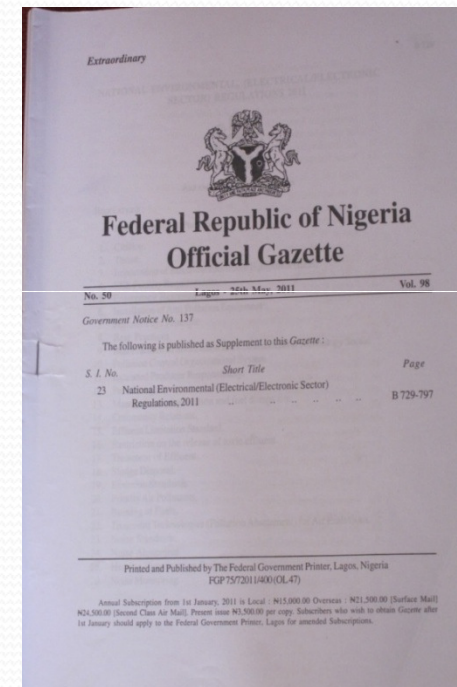 Extraordinary
Federal Republic of Nigeria
Official Gazette
No. 50 Lagos - 25th May, 2011 Vol. 98
Government Notice No. 137
The following is published as Supplement to this Gazette :
S. I. No. Short Title Page
23 National Environmental (Electrical/Electronic Sector)
Regulations, 2011 .. .. .. .. .. B 729-797
Printed and Published by The Federal Government Printer, Lagos, Nigeria
FGP 75/72011/400 (OL 47)
Annual Subscription from 1st January, 2011 is Local : ₦15,000.00 Overseas : ₦21,500.00 [Surface Mail]
₦24,500.00 [Second Class Air Mail]. Present issue ₦3,500.00 per copy. Subscribers who wish to obtain Gazette after
1st January should apply to the Federal Government Printer, Lagos for amended Subscriptions.